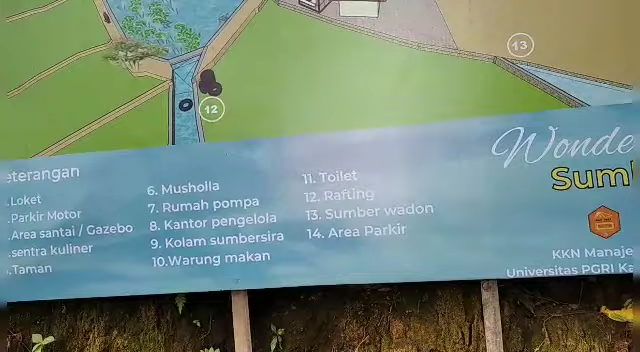 13
12
eterangan
.Loket
.Parkir Motor
.Area santai / Gazebo
.sentra kuliner
.Taman
6. Musholla
7. Rumah pompa
8. Kantor pengelola
9. Kolam sumbersira
10.Warung makan
11. Toilet
12. Rafting
13. Sumber wadon
14. Area Parkir
Wonde
Sum
KKN Manaje
Universitas PGRI Ka